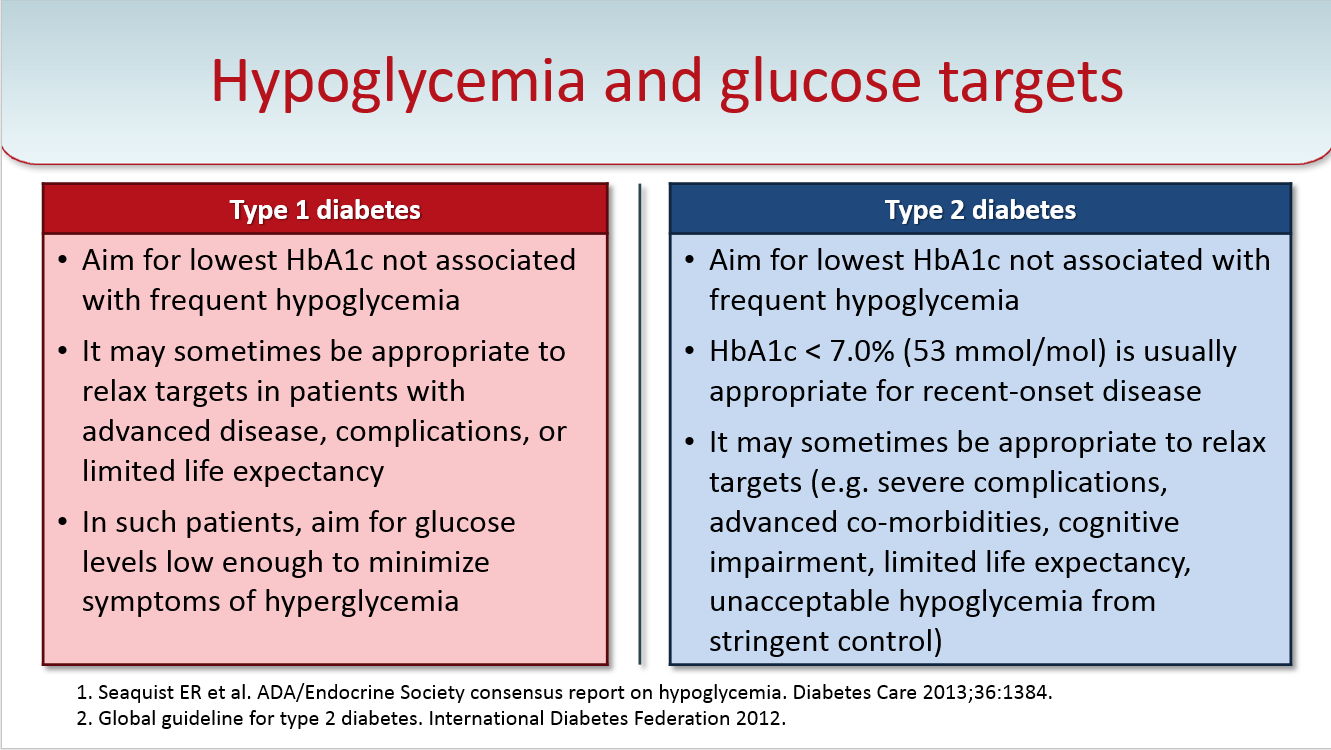 Hypoglycemia and glucose targets
Type 1 diabetes
• Aim for lowest HbA1c not associated
with frequent hypoglycemia
• It may sometimes be appropriate to
relax targets in patients with
advanced disease, complications, or
limited life expectancy
• In such patients, aim for glucose
levels low enough to minimize
symptoms of hyperglycemia
Type 2 diabetes
• Aim for lowest HbA1c not associated with
frequent hypoglycemia
• HbA1c < 7.0% (53 mmol/mol) is usually
appropriate for recent-onset disease
• It may sometimes be appropriate to relax
targets (e.g. severe complications,
advanced co-morbidities, cognitive
impairment, limited life expectancy,
unacceptable hypoglycemia from
stringent control)
1. Seaquist ER et al. ADA/Endocrine Society consensus report on hypoglycemia. Diabetes Care 2013;36:1384.
2. Global guideline for type 2 diabetes. International Diabetes Federation 2012.